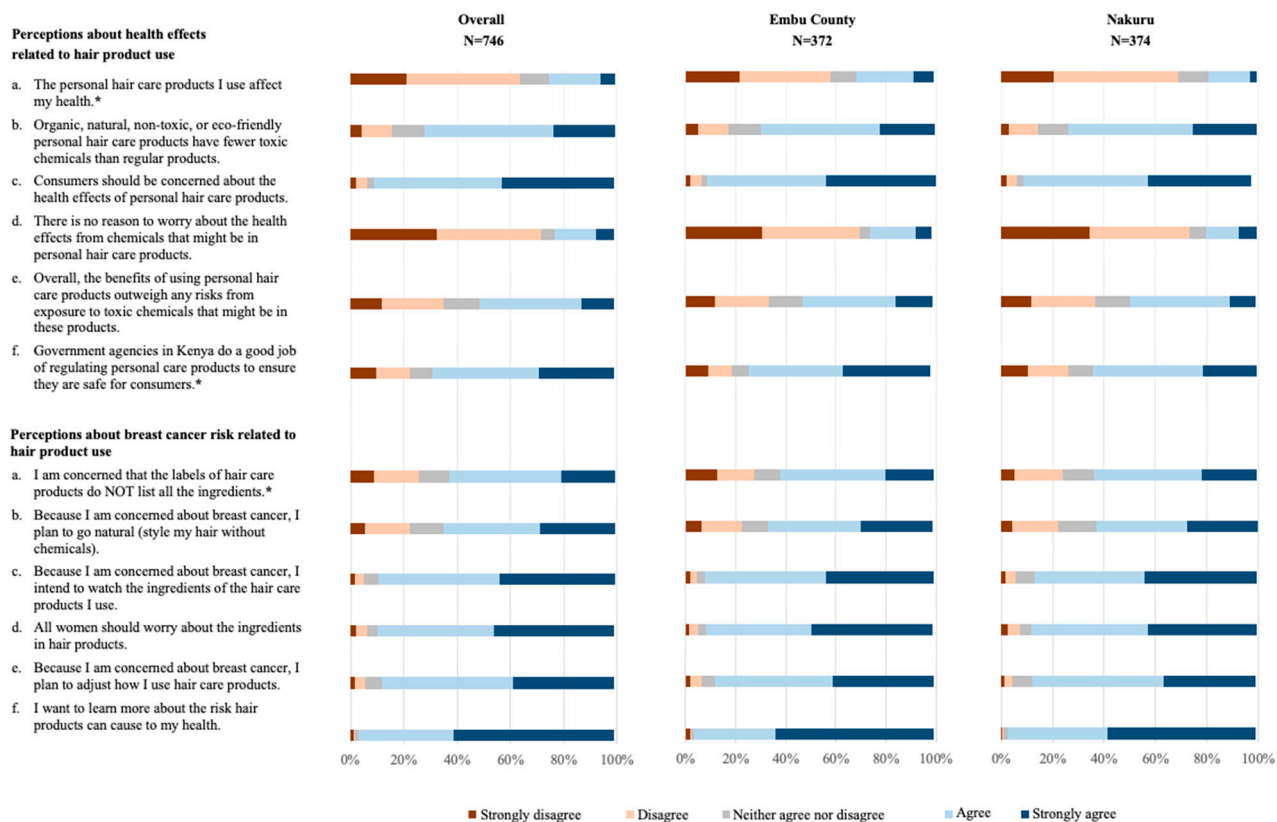 Perceptions about health effects
related to hair product use
Overall
N=746
Embu County
N=372
Nakuru
N=374
a. The personal hair care products I use affect
my health.*
b. Organic, natural, non-toxic, or eco-friendly
personal hair care products have fewer toxic
chemicals than regular products.
c. Consumers should be concerned about the
health effects of personal hair care products.
d. There is no reason to worry about the health
effects from chemicals that might be in
personal hair care products.
e. Overall, the benefits of using personal hair
care products outweigh any risks from
exposure to toxic chemicals that might be in
these products.
f. Government agencies in Kenya do a good job
of regulating personal care products to ensure
they are safe for consumers.*
Perceptions about breast cancer risk related to
hair product use
a. I am concerned that the labels of hair care
products do NOT list all the ingredients.*
b. Because I am concerned about breast cancer, I
plan to go natural (style my hair without
chemicals).
c. Because I am concerned about breast cancer, I
intend to watch the ingredients of the hair care
products I use.
d. All women should worry about the ingredients
in hair products.
e. Because I am concerned about breast cancer, I
plan to adjust how I use hair care products.
f. I want to learn more about the risk hair
products can cause to my health.
0% 20% 40% 60% 80% 100%
0% 20% 40% 60% 80% 100%
0% 20% 40% 60% 80% 100%
Strongly disagree Disagree Neither agree nor disagree Agree Strongly agree